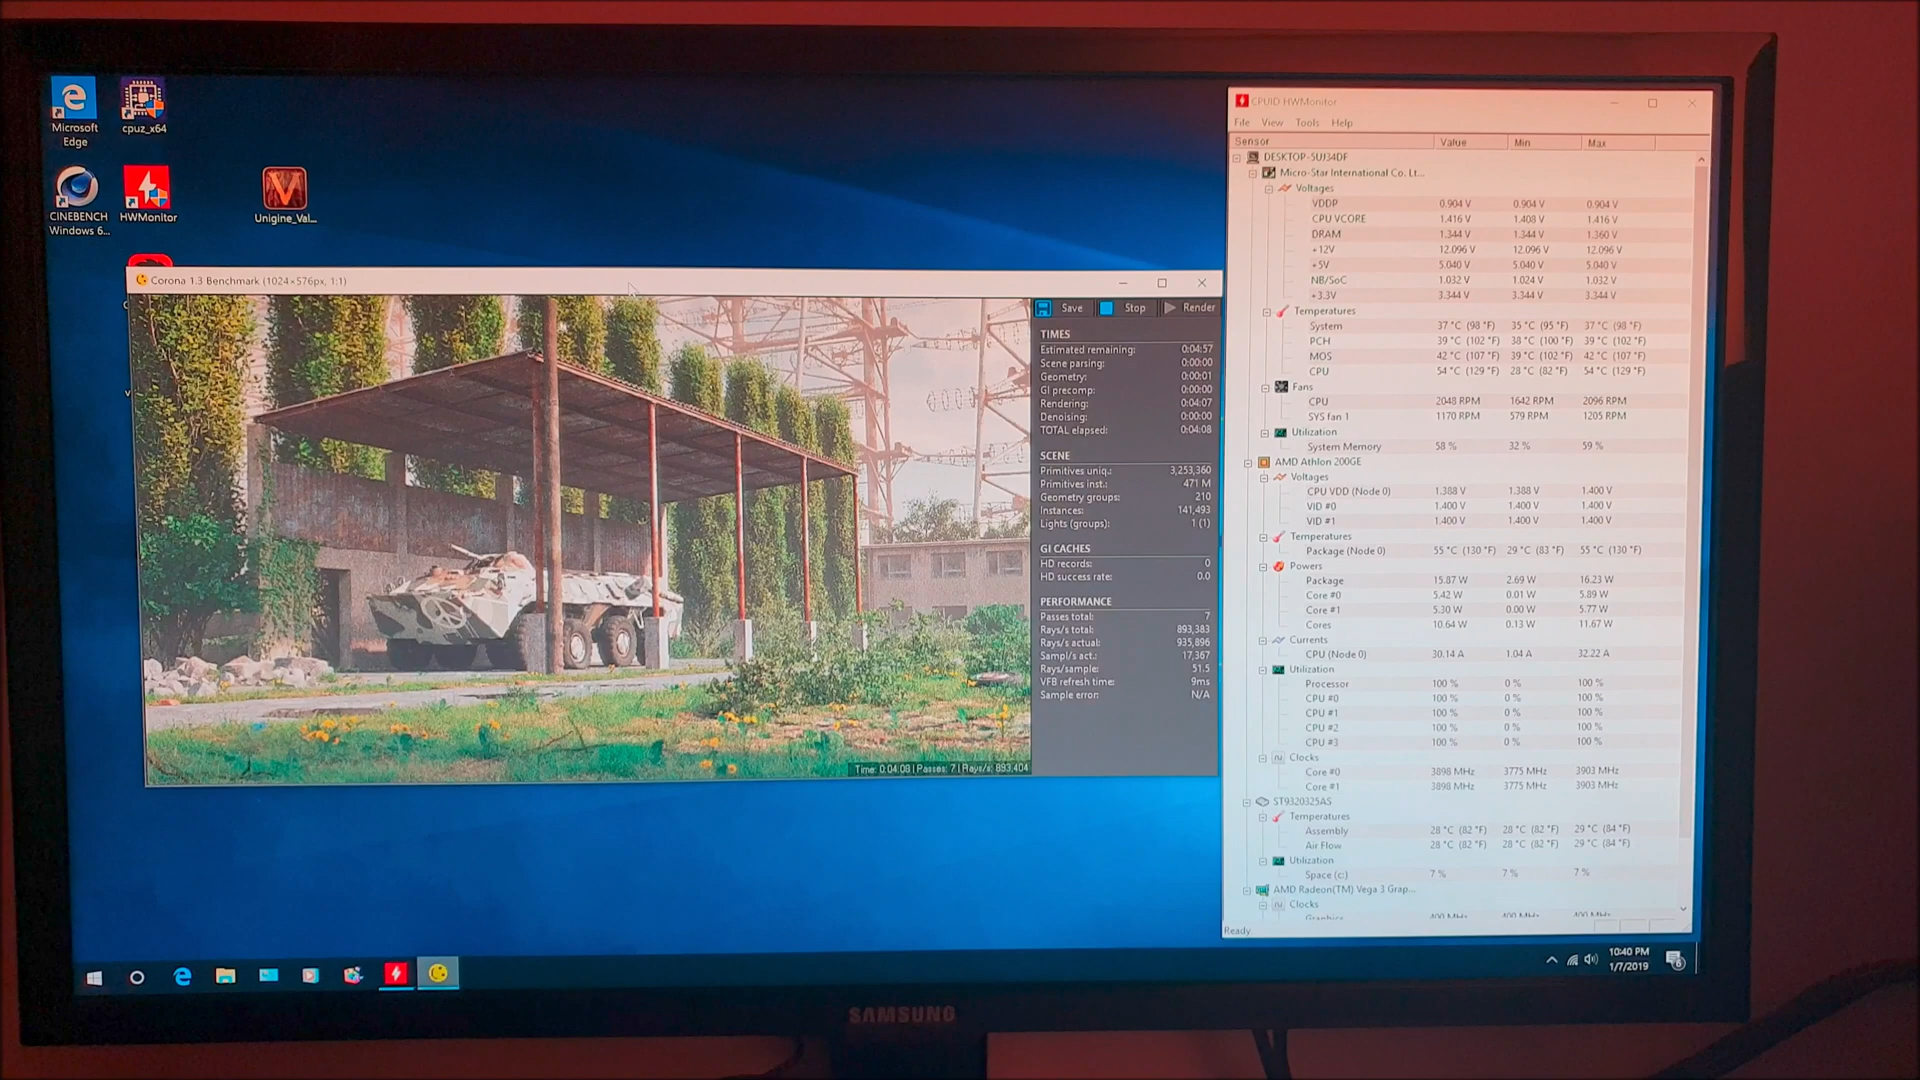 Microsoft
Edge
cpuz_x64
CINEBENCH
Windows 6...
HWMonitor
Unigine_Val...
Corona 1.3 Benchmark (1024×576px, 1:1)
Save Stop Render
TIMES
Estimated remaining: 0:04:57
Scene parsing: 0:00:00
Geometry: 0:00:01
GI precomp: 0:00:00
Rendering: 0:04:07
Denoising: 0:00:00
TOTAL elapsed: 0:04:08
SCENE
Primitives uniq.: 3,253,360
Primitives inst.: 471 M
Geometry groups: 210
Instances: 141,493
Lights (groups): 1 (1)
GI CACHES
HD records: 0
HD success rate: 0.0
PERFORMANCE
Passes total: 7
Rays/s total: 893,383
Rays/s actual: 935,896
Sampl/s act.: 17,367
Rays/sample: 51.5
VFB refresh time: 9ms
Sample error: N/A
Time: 0:04:08 | Passes: 7 | Rays/s: 893,404
CPUID HWMonitor
File View Tools Help
Sensor Value Min Max
DESKTOP-5UJ34DF
Micro-Star International Co. Lt...
Voltages
VDDP 0.904 V 0.904 V 0.904 V
CPU VCORE 1.416 V 1.408 V 1.416 V
DRAM 1.344 V 1.344 V 1.360 V
+12V 12.096 V 12.096 V 12.096 V
+5V 5.040 V 5.040 V 5.040 V
NB/SoC 1.032 V 1.024 V 1.032 V
+3.3V 3.344 V 3.344 V 3.344 V
Temperatures
System 37 °C (98 °F) 35 °C (95 °F) 37 °C (98 °F)
PCH 39 °C (102 °F) 38 °C (100 °F) 39 °C (102 °F)
MOS 42 °C (107 °F) 39 °C (102 °F) 42 °C (107 °F)
CPU 54 °C (129 °F) 28 °C (82 °F) 54 °C (129 °F)
Fans
CPU 2048 RPM 1642 RPM 2096 RPM
SYS fan 1 1170 RPM 579 RPM 1205 RPM
Utilization
System Memory 58 % 32 % 59 %
AMD Athlon 200GE
Voltages
CPU VDD (Node 0) 1.388 V 1.388 V 1.400 V
VID #0 1.400 V 1.400 V 1.400 V
VID #1 1.400 V 1.400 V 1.400 V
Temperatures
Package (Node 0) 55 °C (130 °F) 29 °C (83 °F) 55 °C (130 °F)
Powers
Package 15.87 W 2.69 W 16.23 W
Core #0 5.42 W 0.01 W 5.89 W
Core #1 5.30 W 0.00 W 5.77 W
Cores 10.64 W 0.13 W 11.67 W
Currents
CPU (Node 0) 30.14 A 1.04 A 32.22 A
Utilization
Processor 100 % 0 % 100 %
CPU #0 100 % 0 % 100 %
CPU #1 100 % 0 % 100 %
CPU #2 100 % 0 % 100 %
CPU #3 100 % 0 % 100 %
Clocks
Core #0 3898 MHz 3775 MHz 3903 MHz
Core #1 3898 MHz 3775 MHz 3903 MHz
ST9320325AS
Temperatures
Assembly 28 °C (82 °F) 28 °C (82 °F) 29 °C (84 °F)
Air Flow 28 °C (82 °F) 28 °C (82 °F) 29 °C (84 °F)
Utilization
Space (c:) 7 % 7 % 7 %
AMD Radeon(TM) Vega 3 Grap...
Clocks
Graphics 400 MHz 400 MHz 400 MHz
Ready
10:40 PM
1/7/2019
SAMSUNG